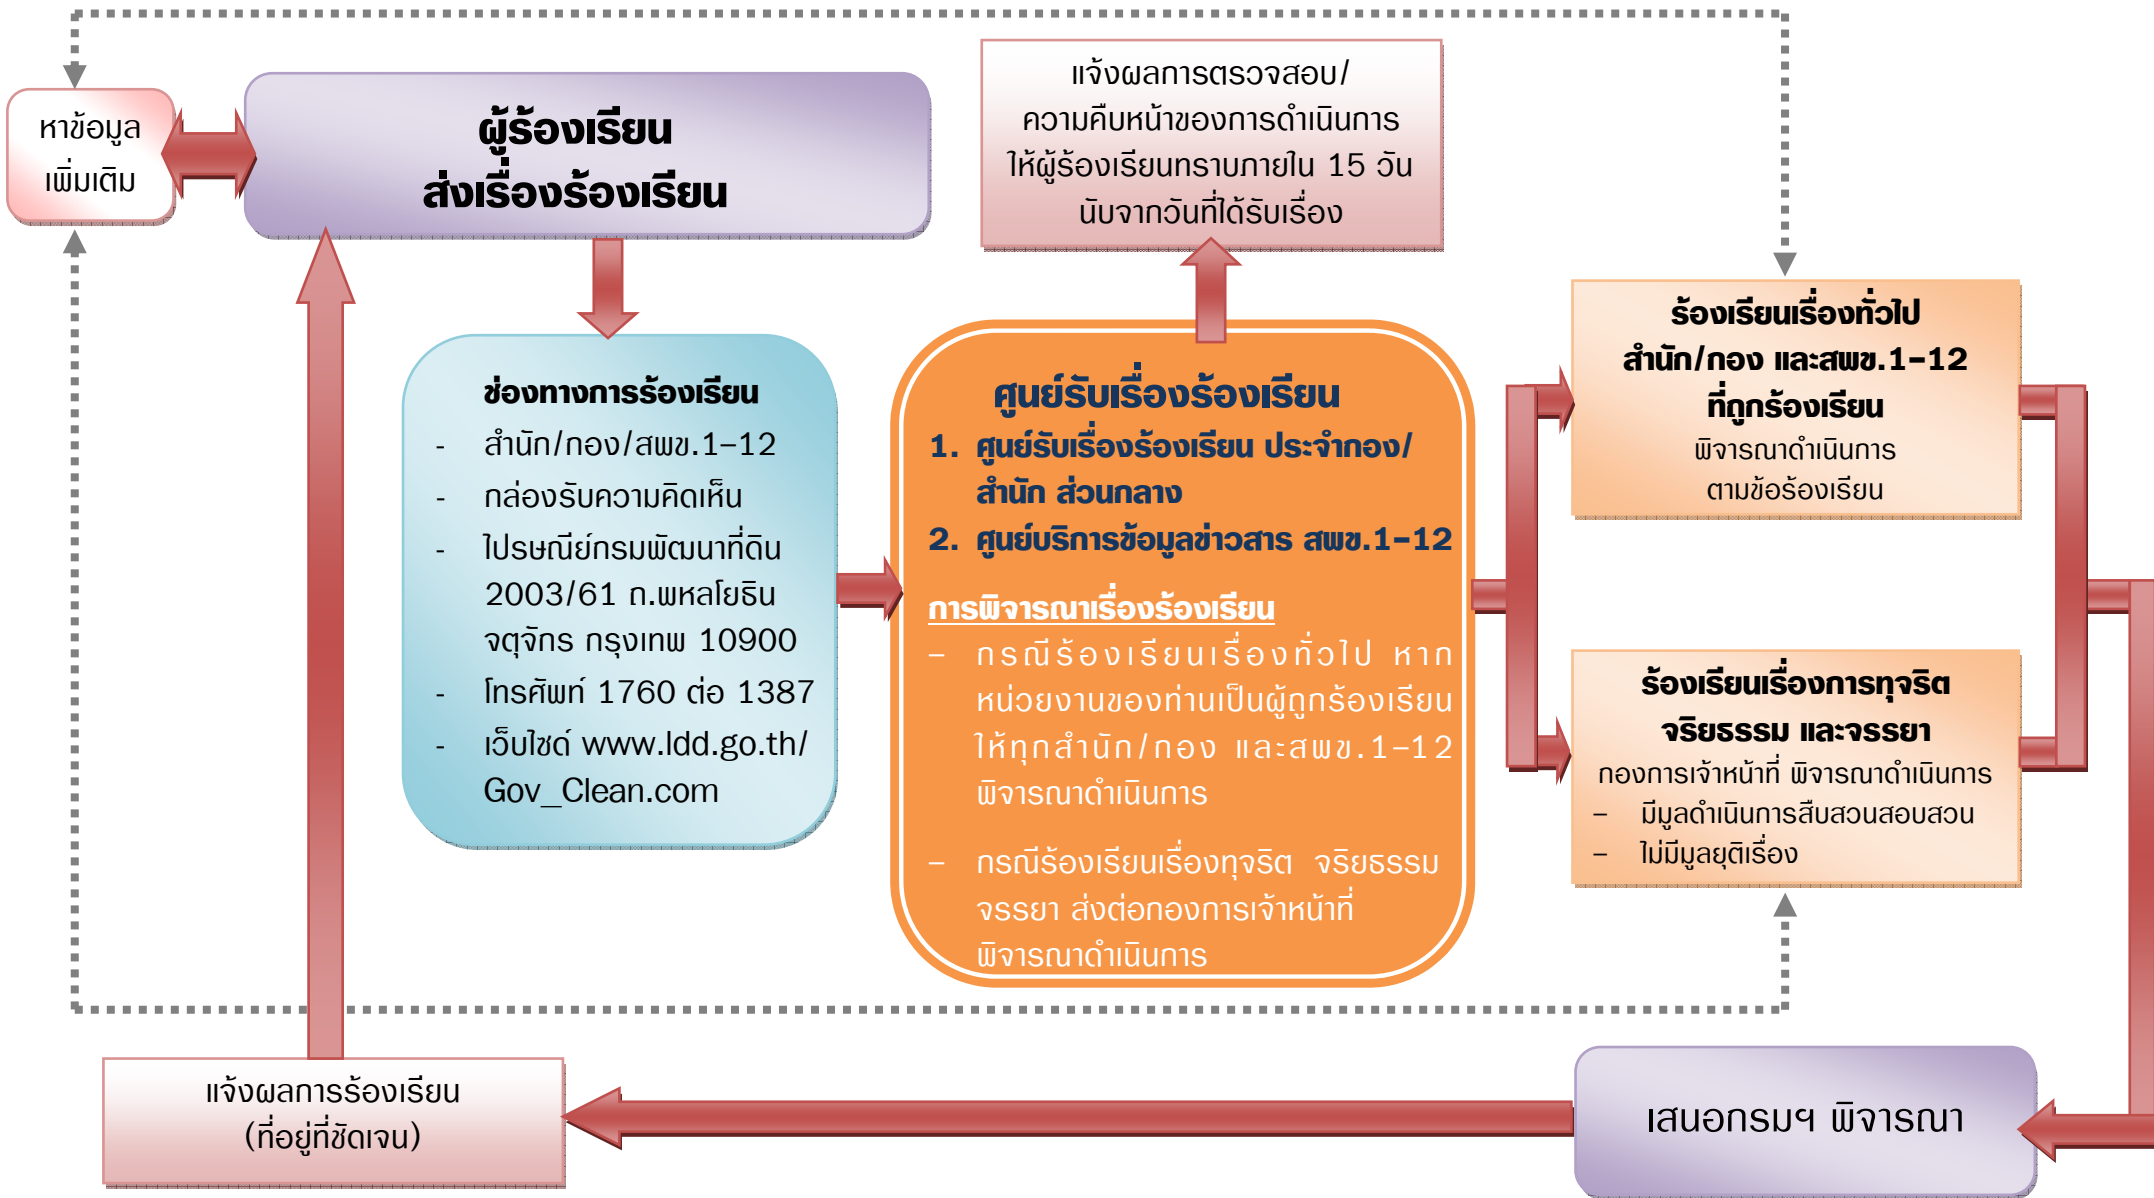 หาข้อมูล
เพิ่มเติม
ผู้ร้องเรียน
ส่งเรื่องร้องเรียน
แจ้งผลการตรวจสอบ/
ความคืบหน้าของการดำเนินการ
ให้ผู้ร้องเรียนทราบภายใน 15 วัน
นับจากวันที่ได้รับเรื่อง
ช่องทางการร้องเรียน
- สำนัก/กอง/สพข.1–12
- กล่องรับความคิดเห็น
- ไปรษณีย์กรมพัฒนาที่ดิน
2003/61 ถ.พหลโยธิน
จตุจักร กรุงเทพ 10900
- โทรศัพท์ 1760 ต่อ 1387
- เว็บไซด์ www.ldd.go.th/
Gov_Clean.com
ศูนย์รับเรื่องร้องเรียน
1. ศูนย์รับเรื่องร้องเรียน ประจำกอง/
สำนัก ส่วนกลาง
2. ศูนย์บริการข้อมูลข่าวสาร สพข.1–12
การพิจารณาเรื่องร้องเรียน
– กรณีร้องเรียนเรื่องทั่วไป หาก
หน่วยงานของท่านเป็นผู้ถูกร้องเรียน
ให้ทุกสำนัก/กอง และสพข.1–12
พิจารณาดำเนินการ
– กรณีร้องเรียนเรื่องทุจริต จริยธรรม
จรรยา ส่งต่อกองการเจ้าหน้าที่
พิจารณาดำเนินการ
ร้องเรียนเรื่องทั่วไป
สำนัก/กอง และสพข.1–12
ที่ถูกร้องเรียน
พิจารณาดำเนินการ
ตามข้อร้องเรียน
ร้องเรียนเรื่องการทุจริต
จริยธรรม และจรรยา
กองการเจ้าหน้าที่ พิจารณาดำเนินการ
– มีมูลดำเนินการสืบสวนสอบสวน
– ไม่มีมูลยุติเรื่อง
แจ้งผลการร้องเรียน
(ที่อยู่ที่ชัดเจน)
เสนอกรมฯ พิจารณา